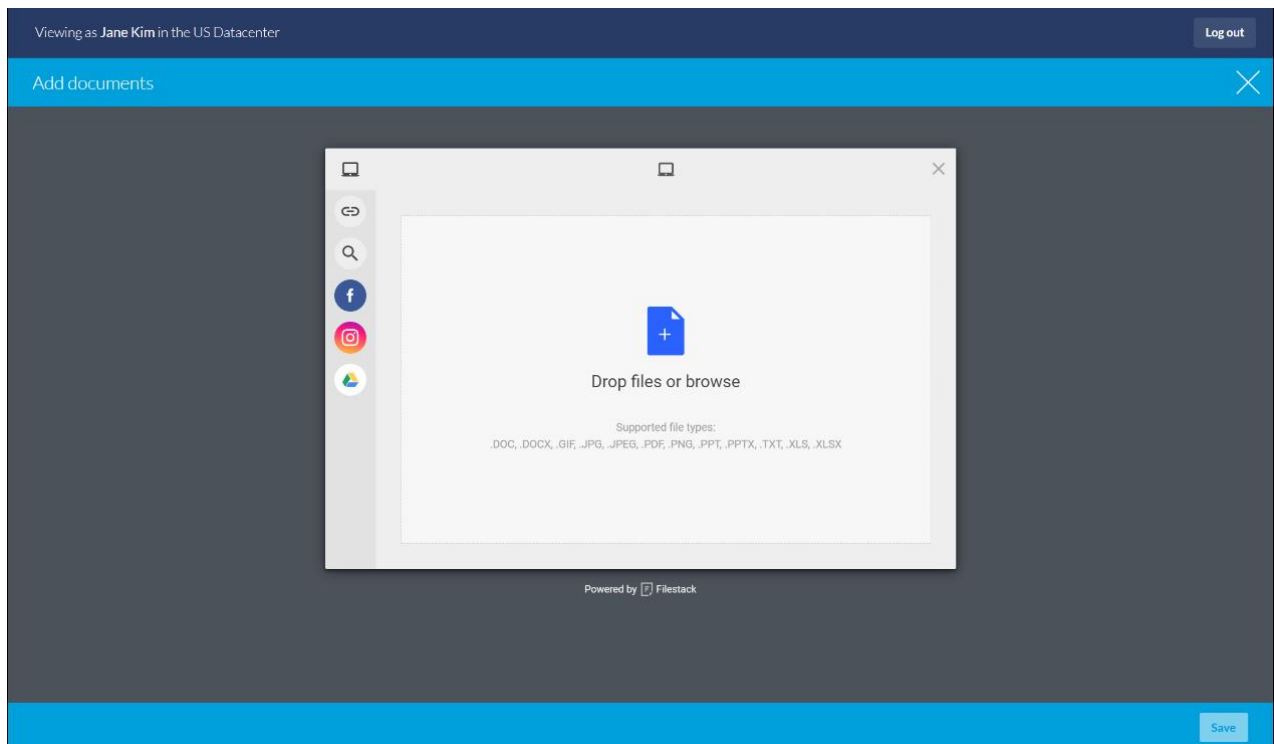 Viewing as Jane Kim in the US Datacenter
Log out
Add documents
Drop files or browse
Supported file types:
.DOC, .DOCX, .GIF, .JPG, .JPEG, .PDF, .PNG, .PPT, .PPTX, .TXT, .XLS, .XLSX
Powered by Filestack
Save